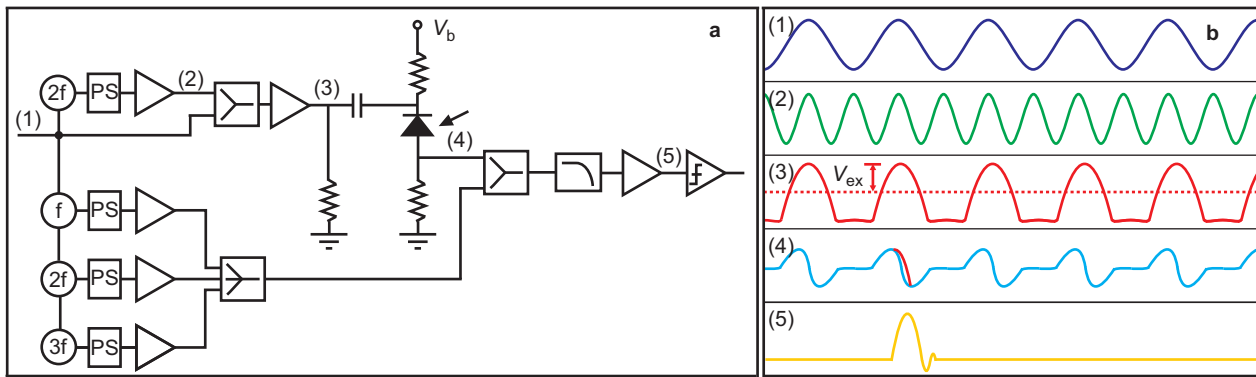 a
V_b
2f PS (2) (3)
(1)
(4)
(5)
f PS
2f PS
3f PS
b
(1)
(2)
(3) V_ex
(4)
(5)